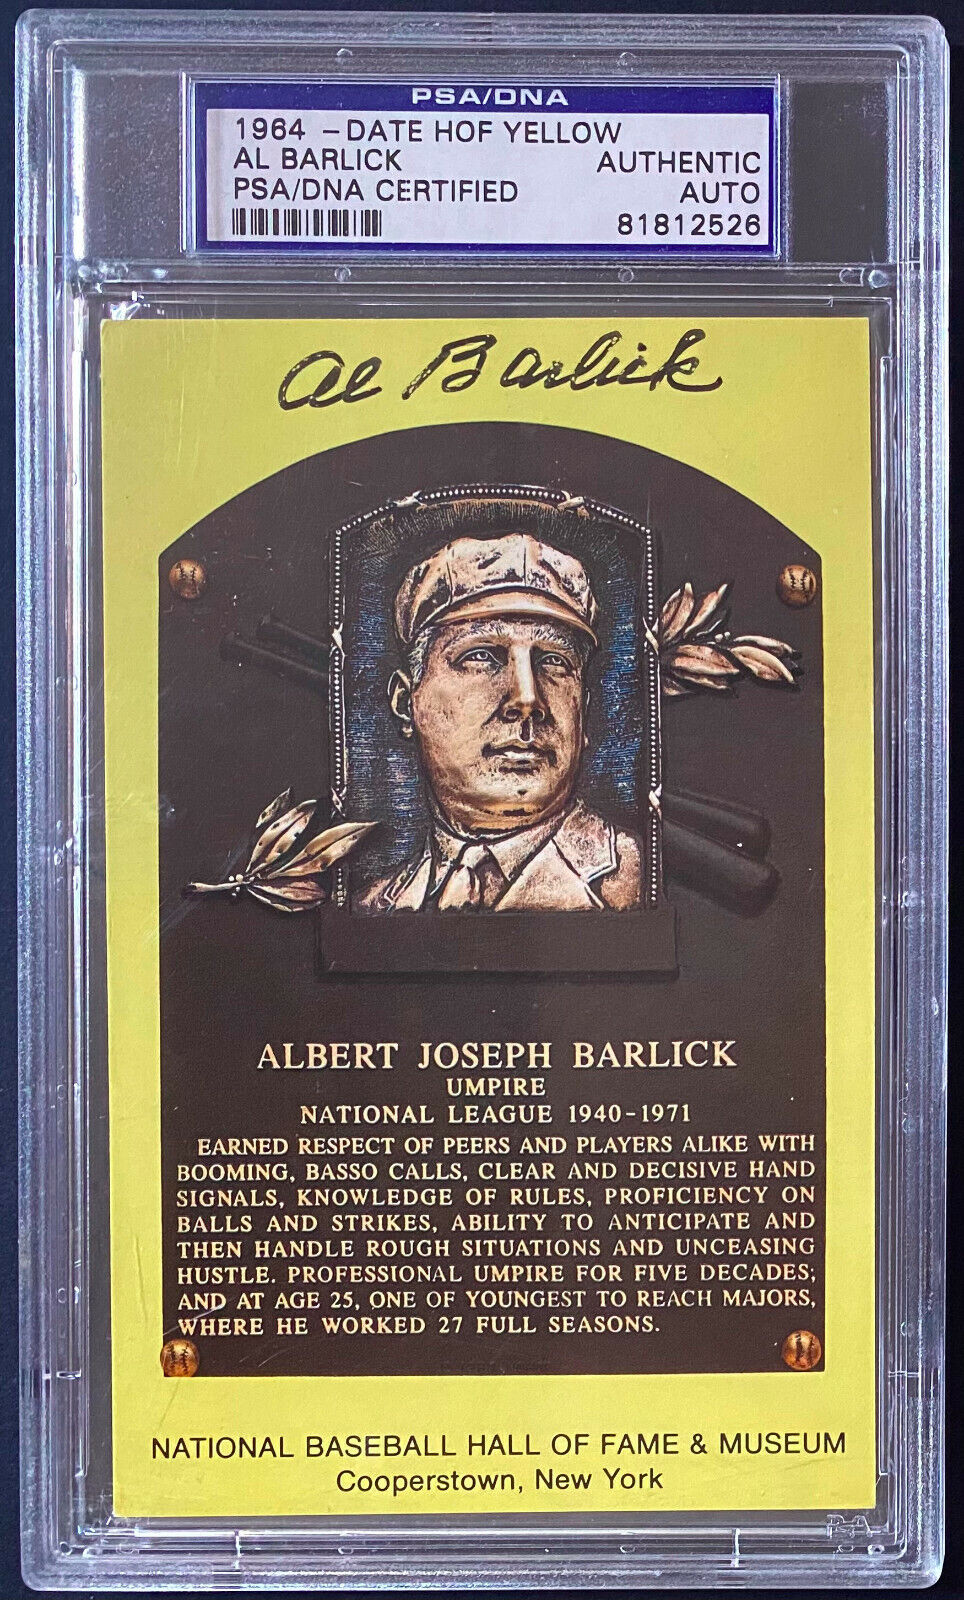 PSA/DNA
1964 - DATE HOF YELLOW
AL BARLICK AUTHENTIC
PSA/DNA CERTIFIED AUTO
81812526
Al Barlick
ALBERT JOSEPH BARLICK
UMPIRE
NATIONAL LEAGUE 1940-1971
EARNED RESPECT OF PEERS AND PLAYERS ALIKE WITH
BOOMING, BASSO CALLS, CLEAR AND DECISIVE HAND
SIGNALS, KNOWLEDGE OF RULES, PROFICIENCY ON
BALLS AND STRIKES, ABILITY TO ANTICIPATE AND
THEN HANDLE ROUGH SITUATIONS AND UNCEASING
HUSTLE. PROFESSIONAL UMPIRE FOR FIVE DECADES;
AND AT AGE 25, ONE OF YOUNGEST TO REACH MAJORS,
WHERE HE WORKED 27 FULL SEASONS.
NATIONAL BASEBALL HALL OF FAME & MUSEUM
Cooperstown, New York
PSA